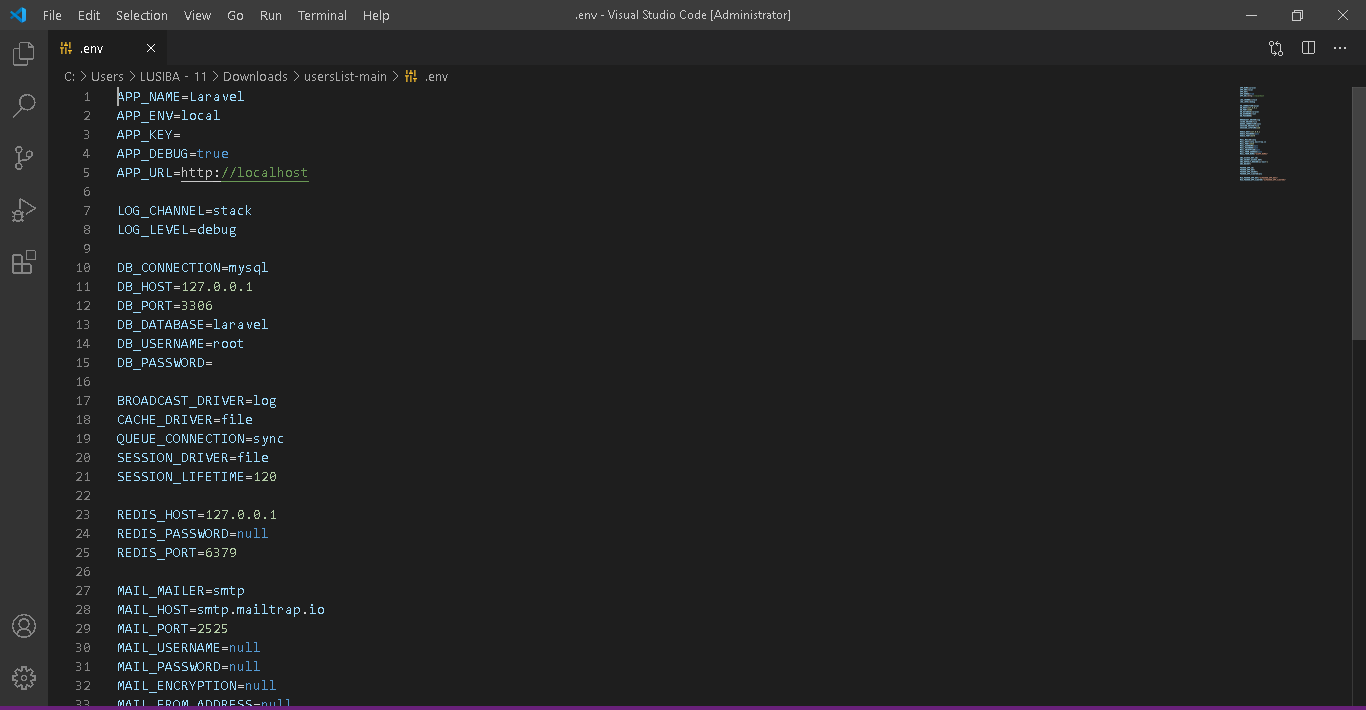 File Edit Selection View Go Run Terminal Help
.env - Visual Studio Code [Administrator]
.env
C: > Users > LUSIBA - 11 > Downloads > usersList-main > .env
1 APP_NAME=Laravel
2 APP_ENV=local
3 APP_KEY=
4 APP_DEBUG=true
5 APP_URL=http://localhost
6
7 LOG_CHANNEL=stack
8 LOG_LEVEL=debug
9
10 DB_CONNECTION=mysql
11 DB_HOST=127.0.0.1
12 DB_PORT=3306
13 DB_DATABASE=laravel
14 DB_USERNAME=root
15 DB_PASSWORD=
16
17 BROADCAST_DRIVER=log
18 CACHE_DRIVER=file
19 QUEUE_CONNECTION=sync
20 SESSION_DRIVER=file
21 SESSION_LIFETIME=120
22
23 REDIS_HOST=127.0.0.1
24 REDIS_PASSWORD=null
25 REDIS_PORT=6379
26
27 MAIL_MAILER=smtp
28 MAIL_HOST=smtp.mailtrap.io
29 MAIL_PORT=2525
30 MAIL_USERNAME=null
31 MAIL_PASSWORD=null
32 MAIL_ENCRYPTION=null
33 MAIL_FROM_ADDRESS=null